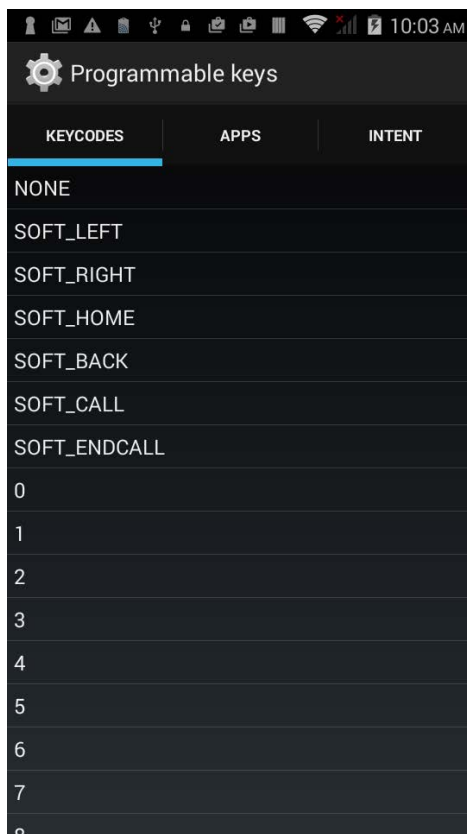 10:03 AM
Programmable keys
KEYCODES APPS INTENT
NONE
SOFT_LEFT
SOFT_RIGHT
SOFT_HOME
SOFT_BACK
SOFT_CALL
SOFT_ENDCALL
0
1
2
3
4
5
6
7